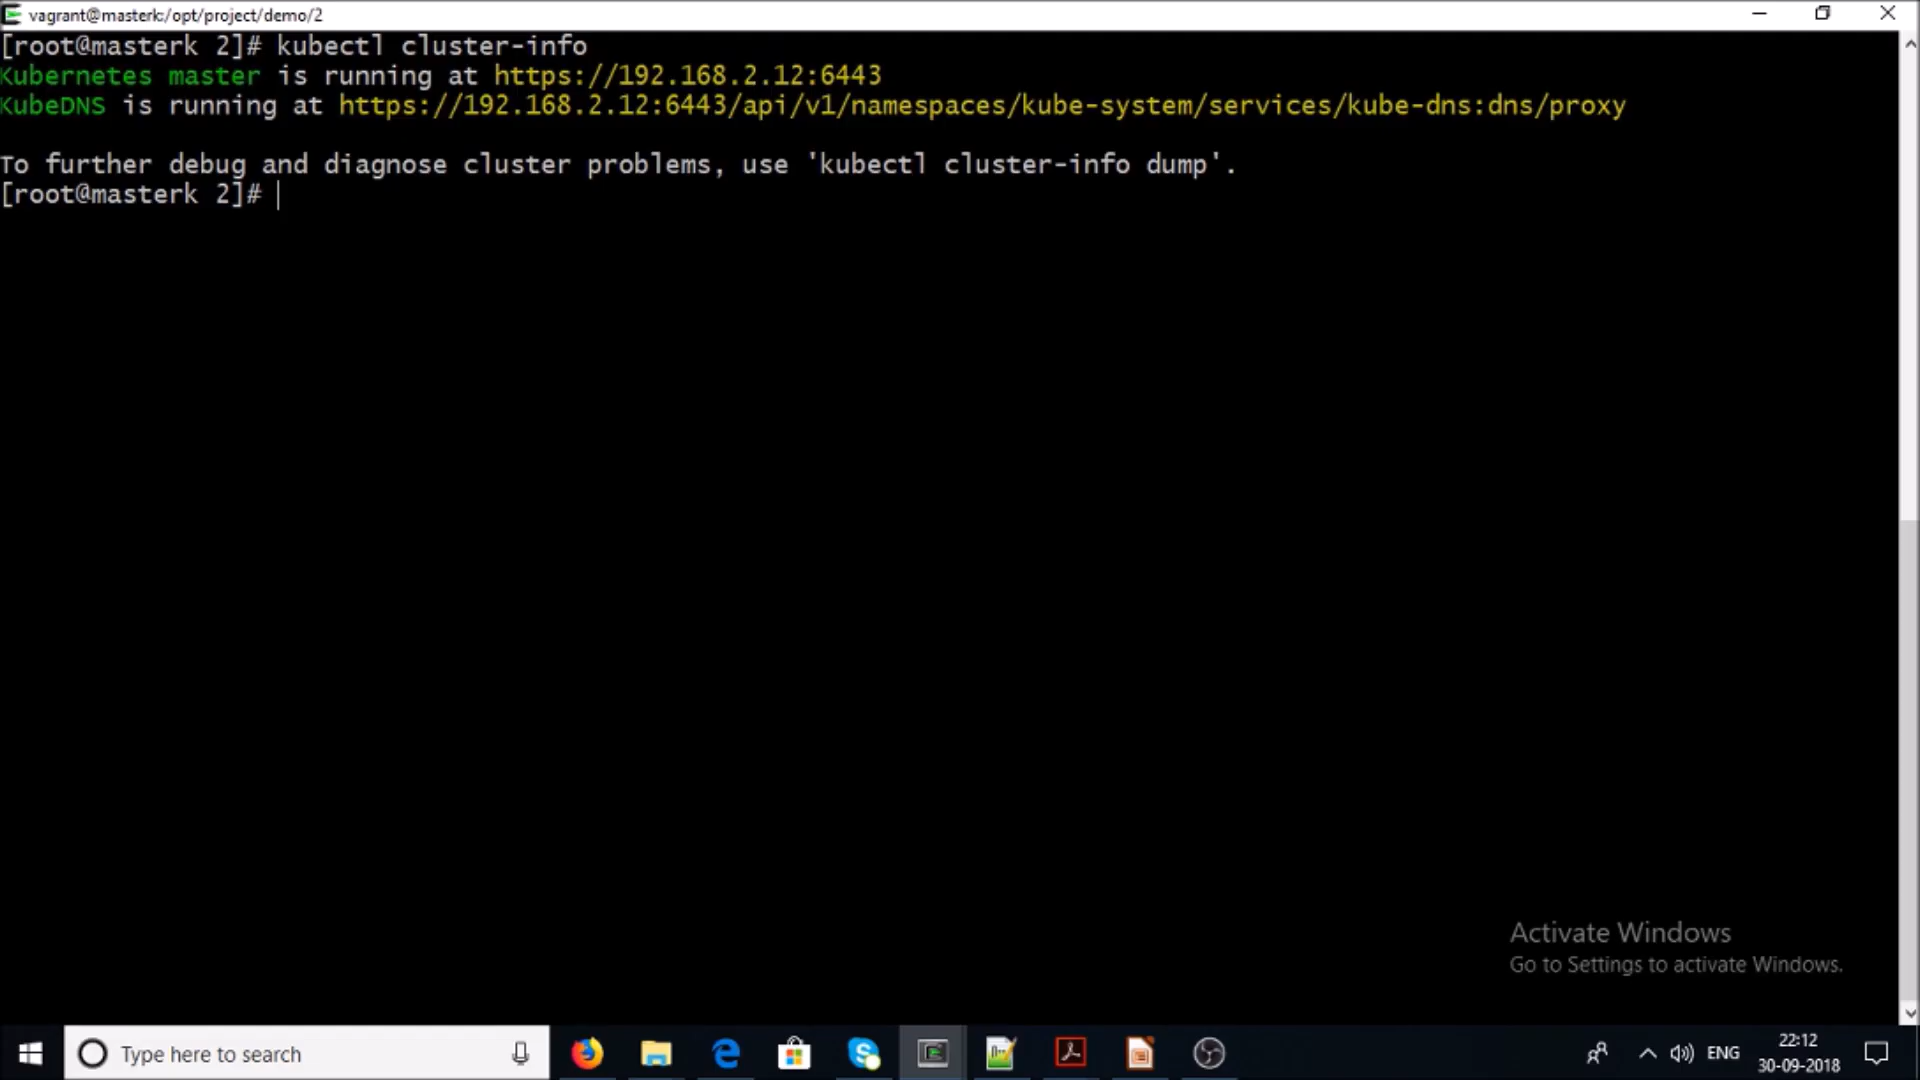 vagrant@masterk:/opt/project/demo/2
[root@masterk 2]# kubectl cluster-info
Kubernetes master is running at https://192.168.2.12:6443
KubeDNS is running at https://192.168.2.12:6443/api/v1/namespaces/kube-system/services/kube-dns:dns/proxy
To further debug and diagnose cluster problems, use 'kubectl cluster-info dump'.
[root@masterk 2]#
Activate Windows
Go to Settings to activate Windows.
Type here to search
ENG
22:12
30-09-2018